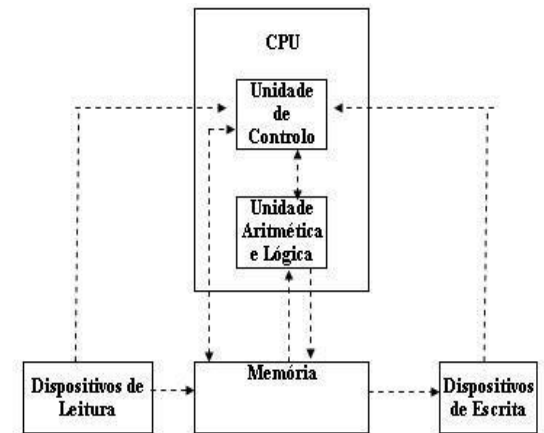 CPU
Unidade
de
Controlo
Unidade
Aritmética
e Lógica
Dispositivos de
Leitura
Memória
Dispositivos
de Escrita